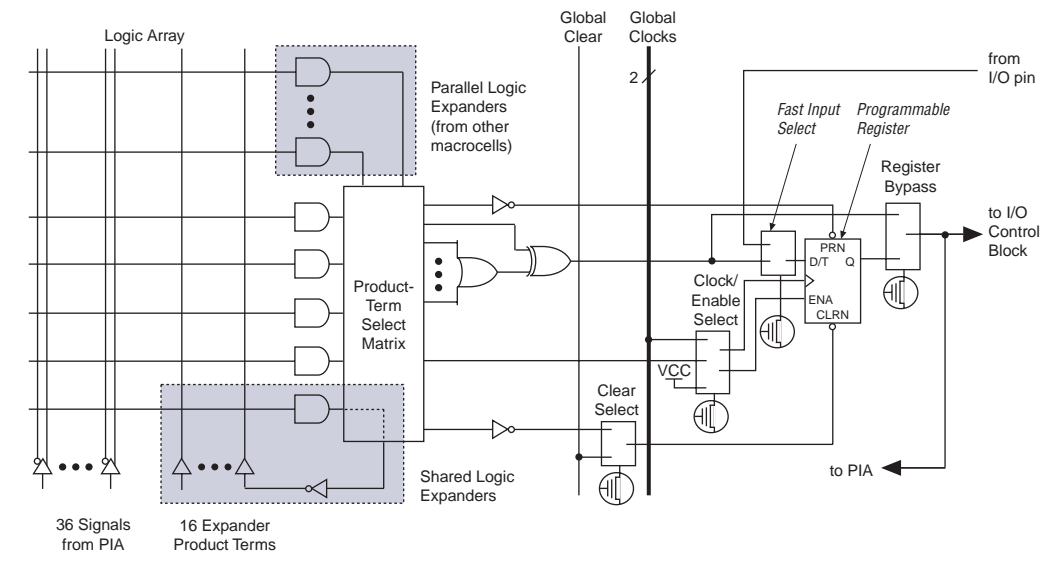 Logic Array
Global
Clear
Global
Clocks
2
Parallel Logic
Expanders
(from other
macrocells)
from
I/O pin
Fast Input
Select
Programmable
Register
Register
Bypass
to I/O
Control
Block
PRN
D/T Q
ENA
CLRN
Clock/
Enable
Select
Product-
Term
Select
Matrix
VCC
Clear
Select
to PIA
Shared Logic
Expanders
36 Signals
from PIA
16 Expander
Product Terms